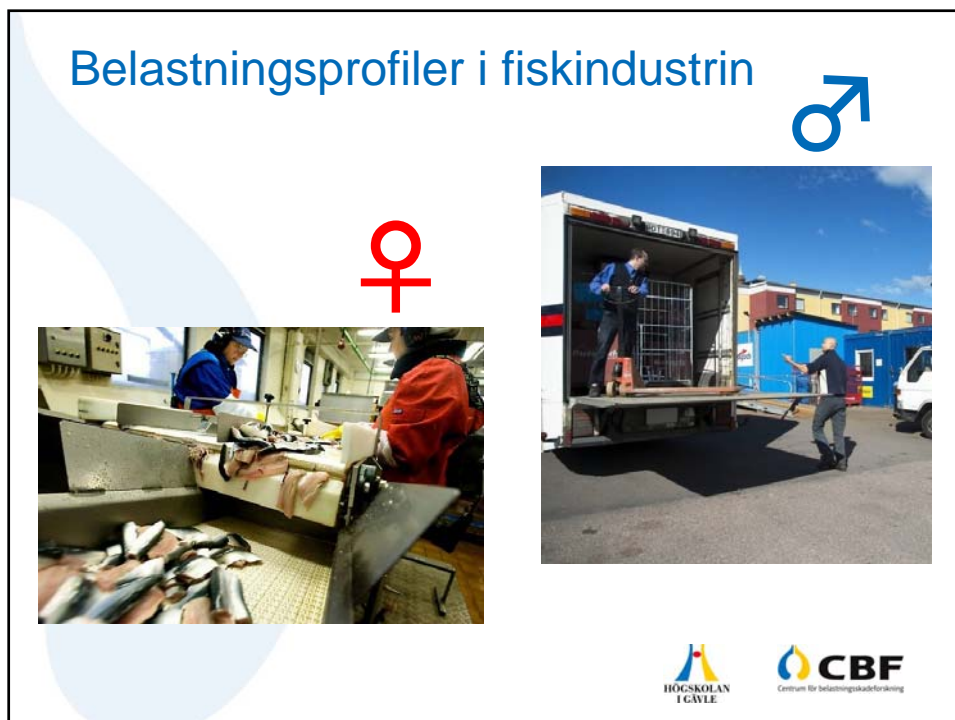 Belastningsprofiler i fiskindustrin
HÖGSKOLAN
I GÄVLE
CBF
Centrum för belastningsskadeforskning